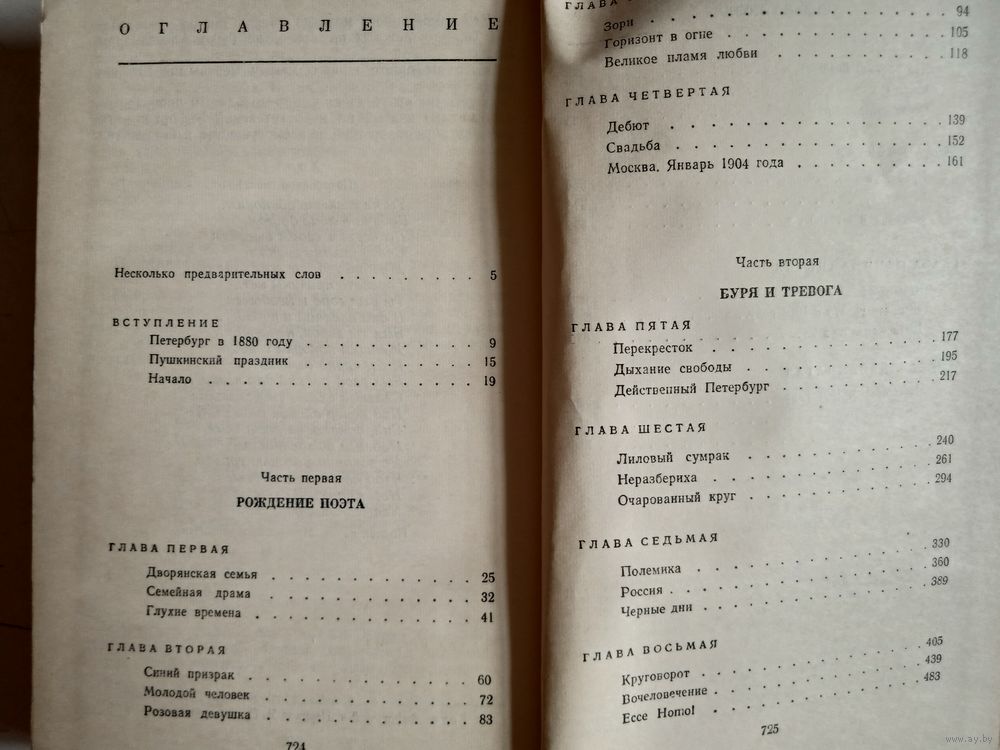 ОГЛАВЛЕНИЕ
Несколько предварительных слов . . . . . . . . . 5
ВСТУПЛЕНИЕ
Петербург в 1880 году . . . . . . . . . . . 9
Пушкинский праздник . . . . . . . . . . . 15
Начало . . . . . . . . . . . . . . . . 19
Часть первая
РОЖДЕНИЕ ПОЭТА
ГЛАВА ПЕРВАЯ
Дворянская семья . . . . . . . . . . . . . 25
Семейная драма . . . . . . . . . . . . . 32
Глухие времена . . . . . . . . . . . . . . 41
ГЛАВА ВТОРАЯ
Синий призрак . . . . . . . . . . . . . . 60
Молодой человек . . . . . . . . . . . . . 72
Розовая девушка . . . . . . . . . . . . . 83
724
ГЛАВА
Зори . . . . . . . . . . . . . . . . 94
Горизонт в огне . . . . . . . . . . . . . 105
Великое пламя любви . . . . . . . . . . 118
ГЛАВА ЧЕТВЕРТАЯ
Дебют . . . . . . . . . . . . . . . . 139
Свадьба . . . . . . . . . . . . . . . 152
Москва. Январь 1904 года . . . . . . . . . 161
Часть вторая
БУРЯ И ТРЕВОГА
ГЛАВА ПЯТАЯ
Перекресток . . . . . . . . . . . . . . 177
Дыхание свободы . . . . . . . . . . . . 195
Действенный Петербург . . . . . . . . . . 217
ГЛАВА ШЕСТАЯ
Лиловый сумрак . . . . . . . . . . . . . 240
Неразбериха . . . . . . . . . . . . . . 261
Очарованный круг . . . . . . . . . . . . 294
ГЛАВА СЕДЬМАЯ
Полемика . . . . . . . . . . . . . . . 330
Россия . . . . . . . . . . . . . . . . 360
Черные дни . . . . . . . . . . . . . . 389
ГЛАВА ВОСЬМАЯ
Круговорот . . . . . . . . . . . . . . 405
Вочеловечение . . . . . . . . . . . . . 439
Ecce Homo! . . . . . . . . . . . . . . 483
725
www.ay.by